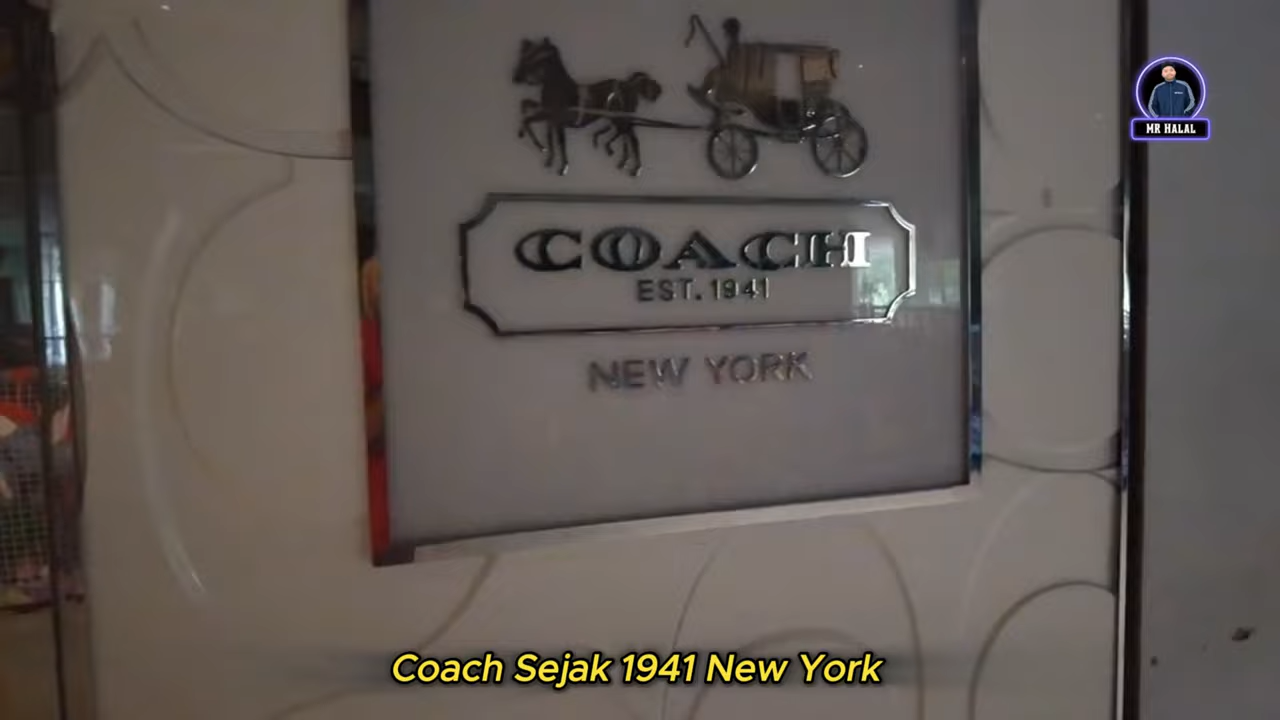 MR HALAL
COACH
EST. 1941
NEW YORK
Coach Sejak 1941 New York